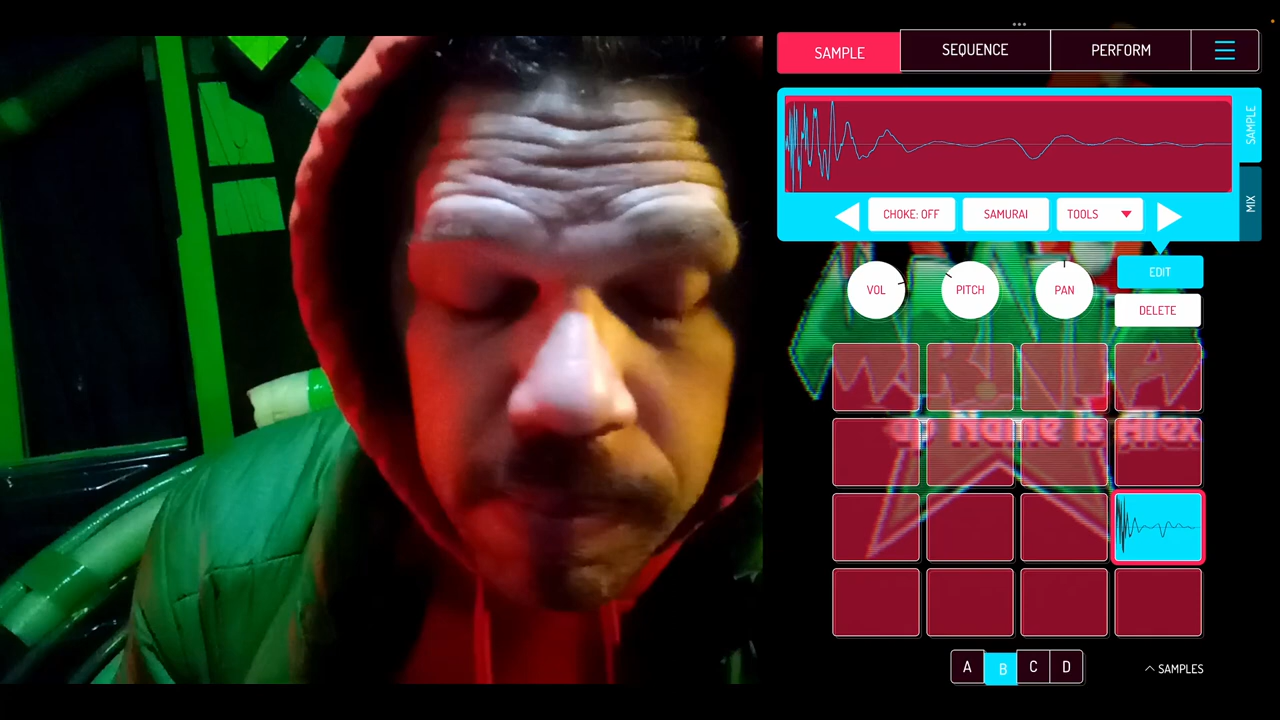 SAMPLE
SEQUENCE
PERFORM
SAMPLE
MIX
CHOKE: OFF
SAMURAI
TOOLS
VOL
PITCH
PAN
EDIT
DELETE
Name is Alex
A
B
C
D
SAMPLES